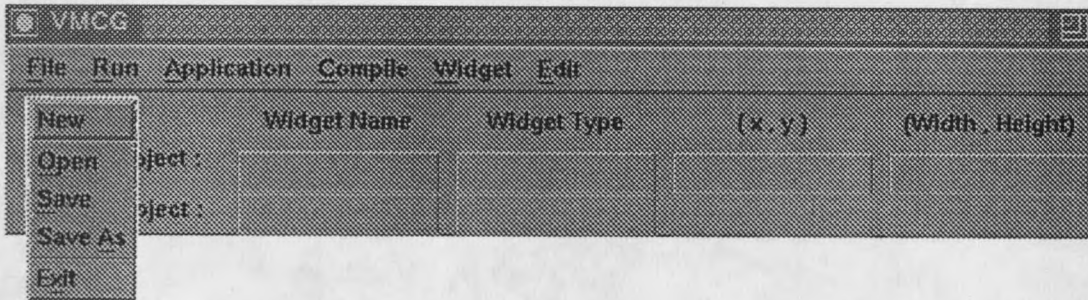 VMCG
File Run Application Compile Widget Edit
New Widget Name Widget Type ( x , y ) (Width , Height)
Open ject :
Save ject :
Save As
Exit